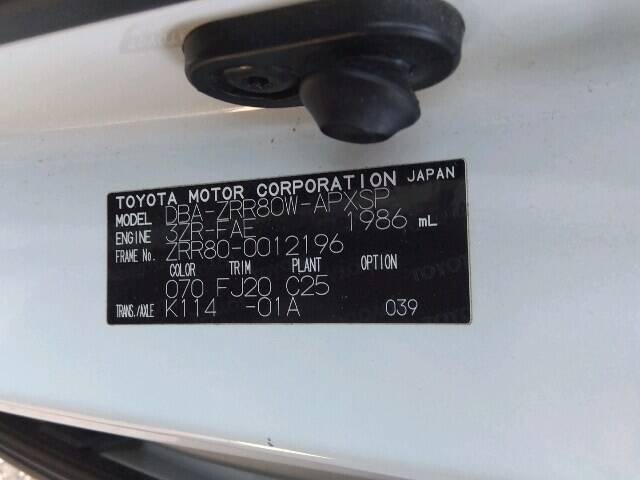 TOYOTA MOTOR CORPORATION JAPAN
MODEL DBA-ZRR80W-APXSP
ENGINE 3ZR-FAE 1986 mL
FRAME No. ZRR80-0012196
COLOR TRIM PLANT OPTION
070 FJ20 C25
TRANS./AXLE K114 -01A 039